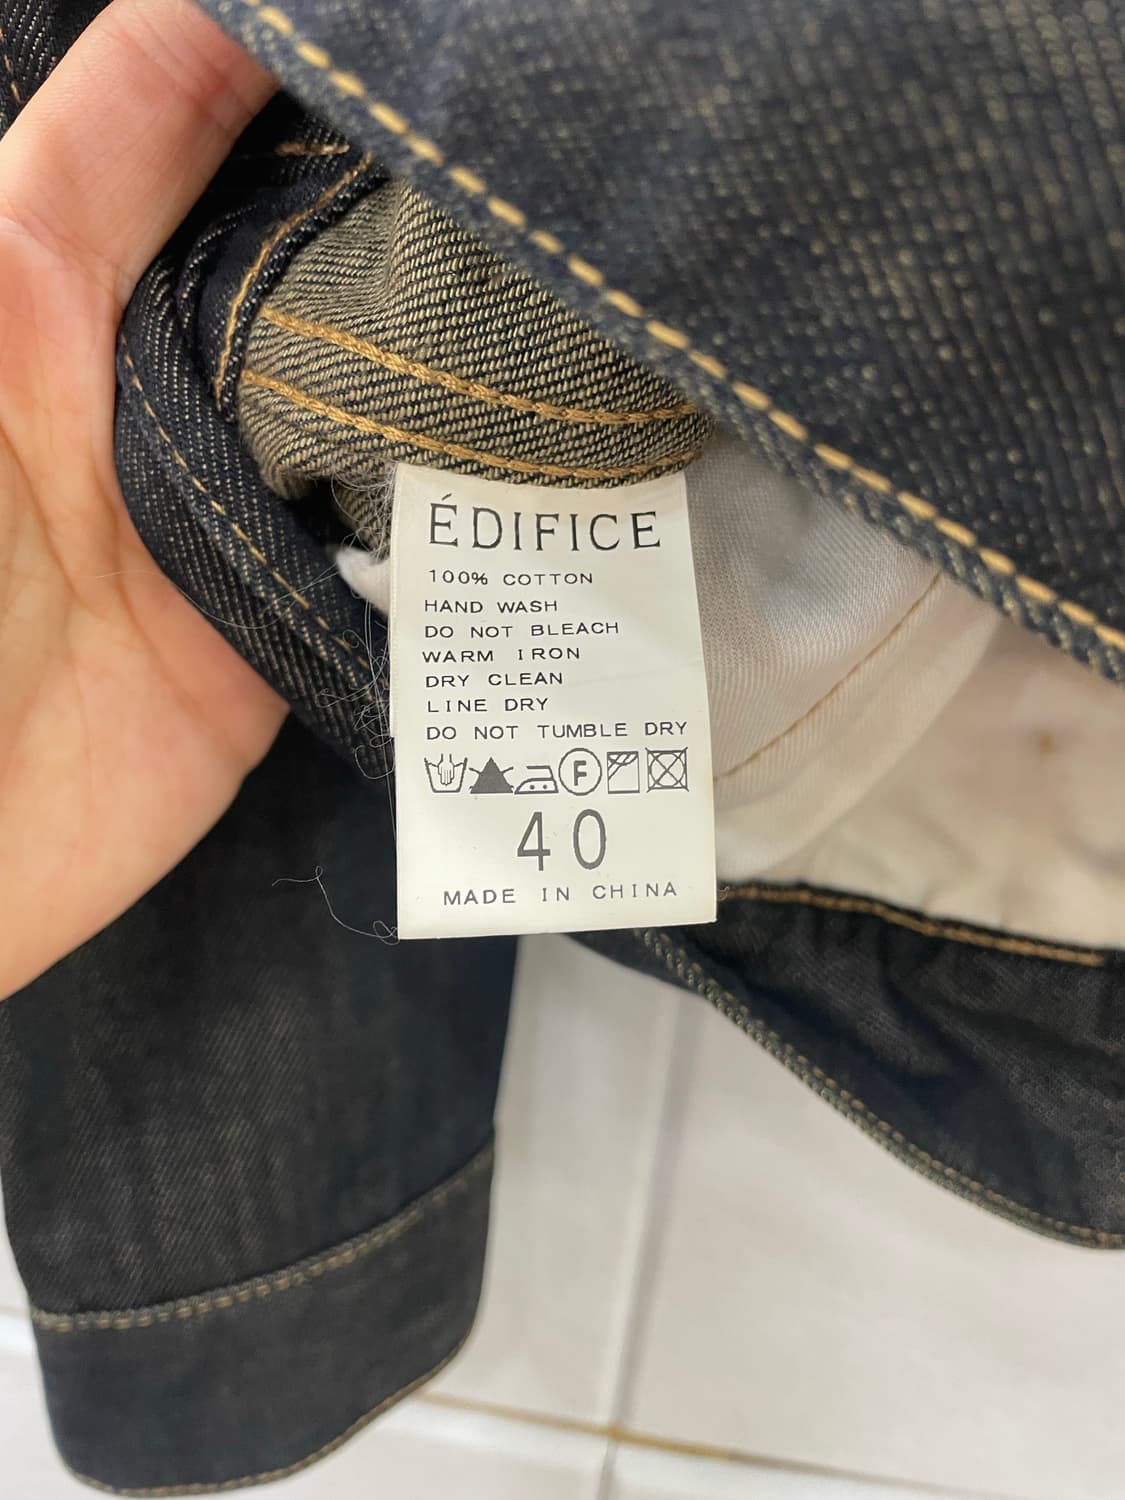 ÉDIFICE
100% COTTON
HAND WASH
DO NOT BLEACH
WARM IRON
DRY CLEAN
LINE DRY
DO NOT TUMBLE DRY
F
40
MADE IN CHINA